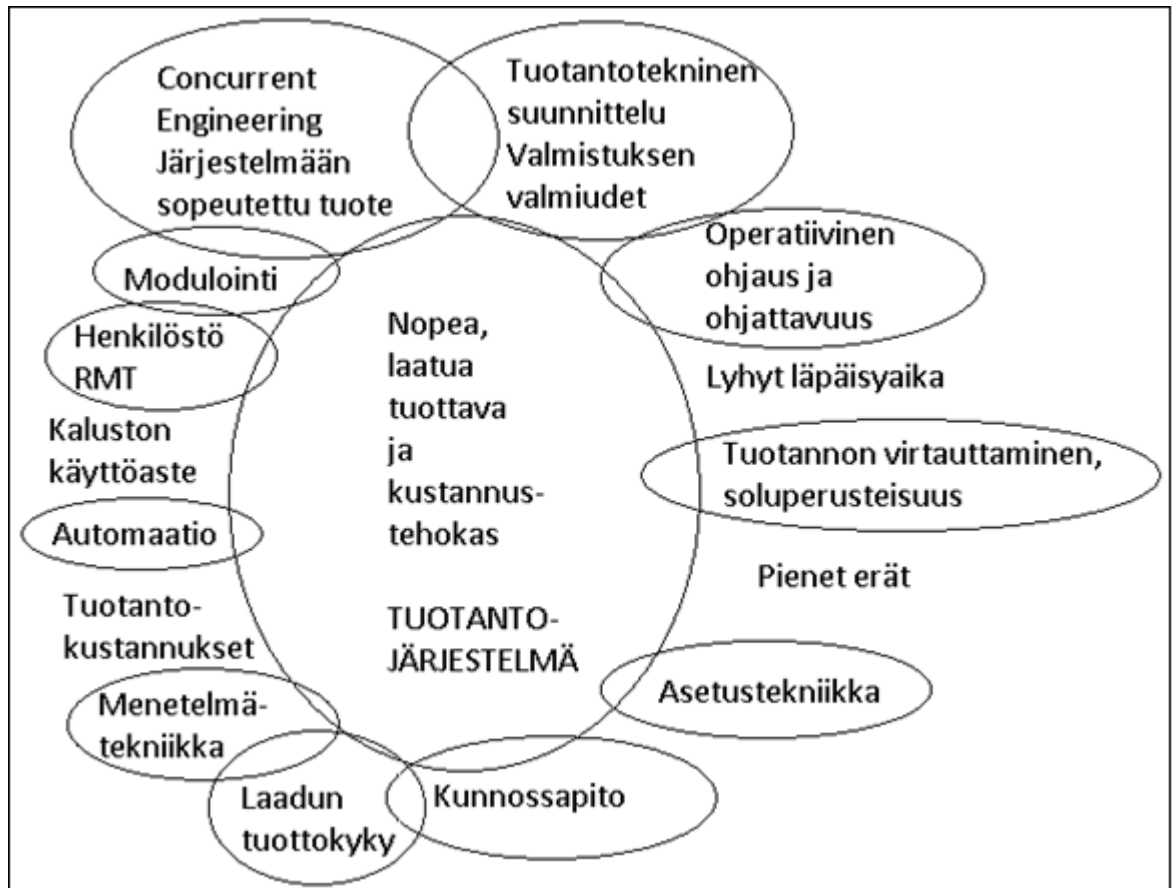 Concurrent
Engineering
Järjestelmään
sopeutettu tuote
Tuotantotekninen
suunnittelu
Valmistuksen
valmiudet
Operatiivinen
ohjaus ja
ohjattavuus
Modulointi
Henkilöstö
RMT
Nopea,
laatua
tuottava
ja
kustannus-
tehokas
TUOTANTO-
JÄRJESTELMÄ
Lyhyt läpäisyaika
Kaluston
käyttöaste
Tuotannon virtauttaminen,
soluperusteisuus
Automaatio
Pienet erät
Tuotanto-
kustannukset
Asetustekniikka
Menetelmä-
tekniikka
Laadun
tuottokyky
Kunnossapito